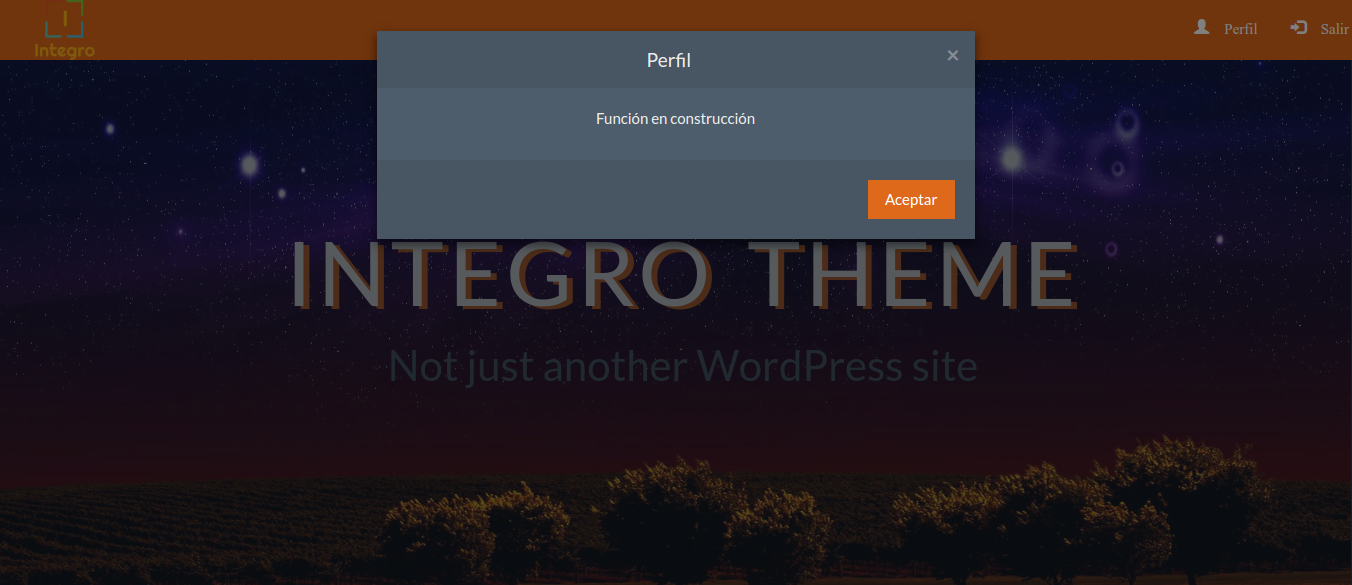 I
Integro
Perfil
Salir
Perfil
×
Función en construcción
Aceptar
INTEGRO THEME
Not just another WordPress site